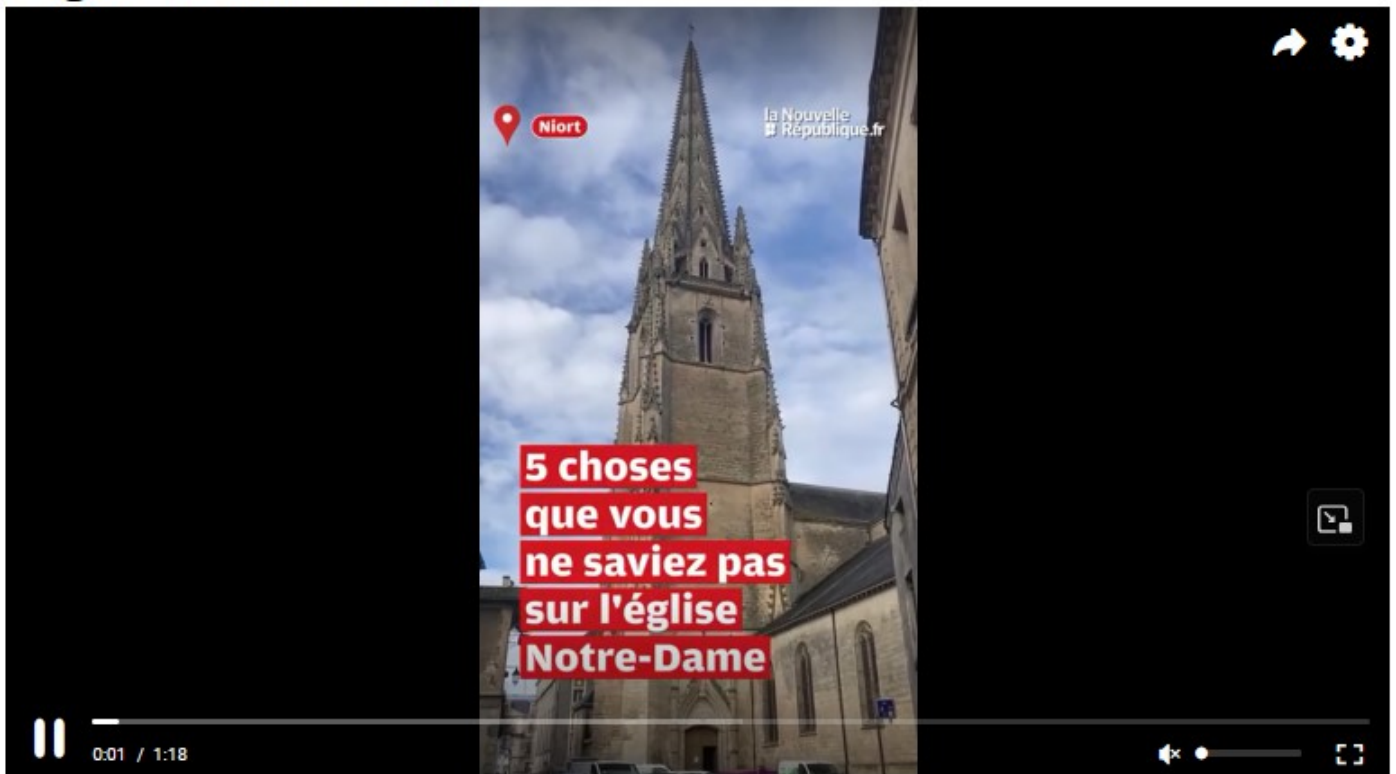 Niort
la Nouvelle
République.fr
5 choses
que vous
ne saviez pas
sur l'église
Notre-Dame
0:01 / 1:18